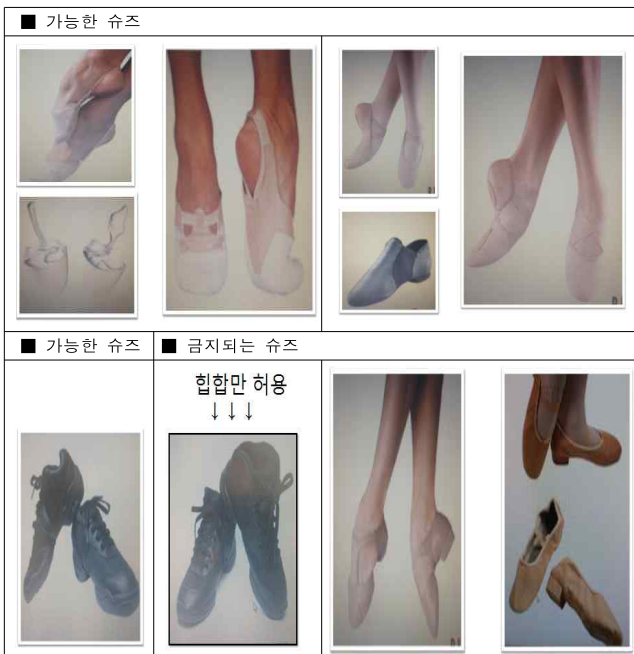 ■ 가능한 슈즈
■ 가능한 슈즈
■ 금지되는 슈즈
힙합만 허용
↓ ↓ ↓